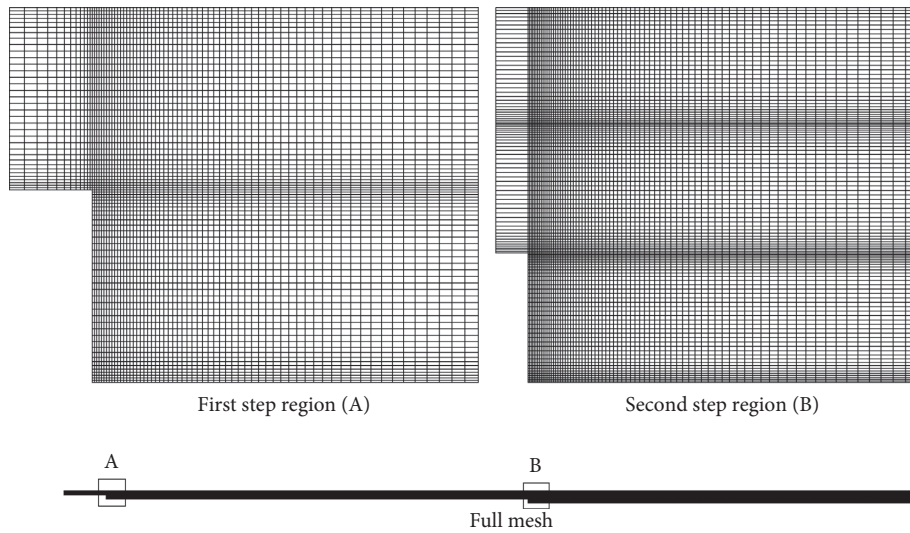 First step region (A)
Second step region (B)
A
B
Full mesh